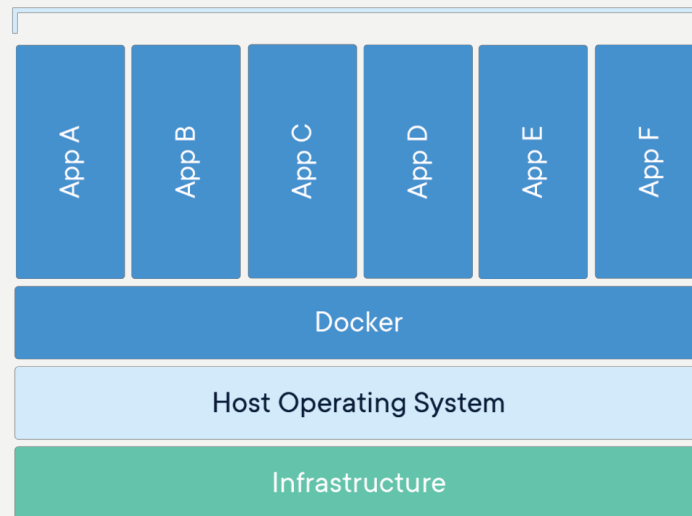 App A
App B
App C
App D
App E
App F
Docker
Host Operating System
Infrastructure